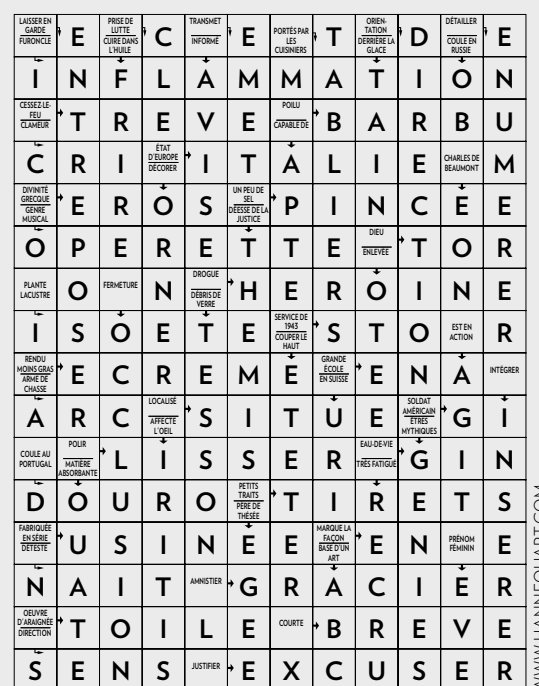 LAISSER EN GARDE FURONCLE E PRISE DE LUTTE CUIRE DANS L'HUILE C TRANSMET INFORMÉ E PORTÉS PAR LES CUISINIERS T ORIENTATION DERRIÈRE LA GLACE D DÉTAILLER COULE EN RUSSIE E
I N F L A M M A T I O N
CESSEZ-LE-FEU CLAMEUR T R E V E POILU CAPABLE DE B A R B U
C R I ÉTAT D'EUROPE DÉCORER I T A L I E CHARLES DE BEAUMONT M
DIVINITÉ GRECQUE GENRE MUSICAL E R O S UN PEU DE SEL DÉESSE DE LA JUSTICE P I N C É E
O P E R E T T E DIEU ENLEVÉE T O R
PLANTE LACUSTRE O FERMETURE N DROGUE DÉBRIS DE VERRE H E R O I N E
I S O E T E SERVICE DE 1943 COUPER LE HAUT S T O EST EN ACTION R
RENDU MOINS GRAS ARME DE CHASSE E C R E M E GRANDE ÉCOLE EN SUISSE E N A INTÉGRER
A R C LOCALISÉ AFFECTE L'OEIL S I T U E SOLDAT AMÉRICAIN ÊTRES MYTHIQUES G I
COULE AU PORTUGAL POLIR MATIÈRE ABSORBANTE L I S S E R EAU-DE-VIE TRÈS FATIGUÉ G I N
D O U R O PETITS TRAITS PÈRE DE THÉSÉE T I R E T S
FABRIQUÉE EN SÉRIE DÉTESTE U S I N E E MARQUE LA FAÇON BASE D'UN ART E N PRÉNOM FÉMININ E
N A I T AMNISTIER G R A C I E R
OEUVRE D'ARAIGNÉE DIRECTION T O I L E COURTE B R E V E
S E N S JUSTIFIER E X C U S E R
WWW.HANNEQUART.COM